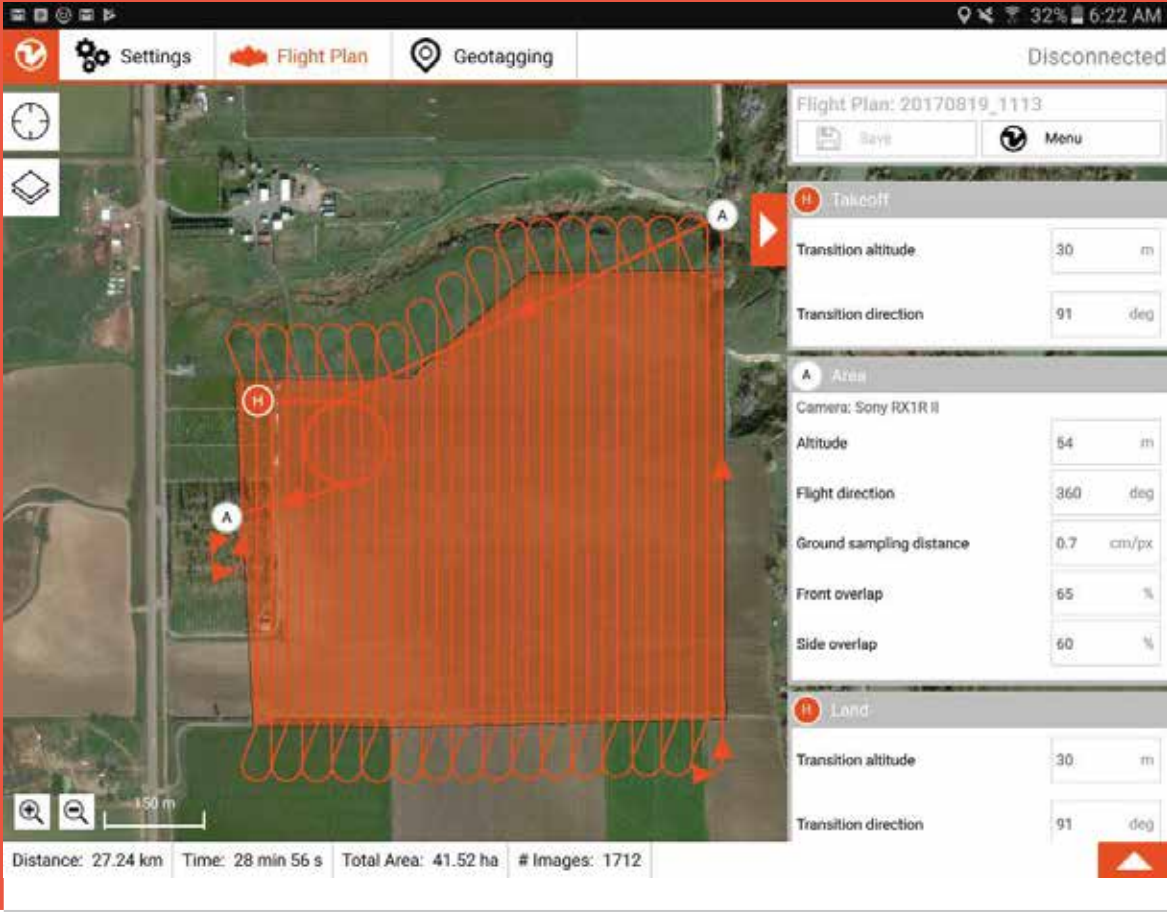 32% 6:22 AM
Settings
Flight Plan
Geotagging
Disconnected
Flight Plan: 20170819_1113
Save
Menu
H Takeoff
Transition altitude 30 m
Transition direction 91 deg
A Area
Camera: Sony RX1R II
Altitude 54 m
Flight direction 360 deg
Ground sampling distance 0.7 cm/px
Front overlap 65 %
Side overlap 60 %
H Land
Transition altitude 30 m
Transition direction 91 deg
A
H
A
150 m
Distance: 27.24 km Time: 28 min 56 s Total Area: 41.52 ha # Images: 1712